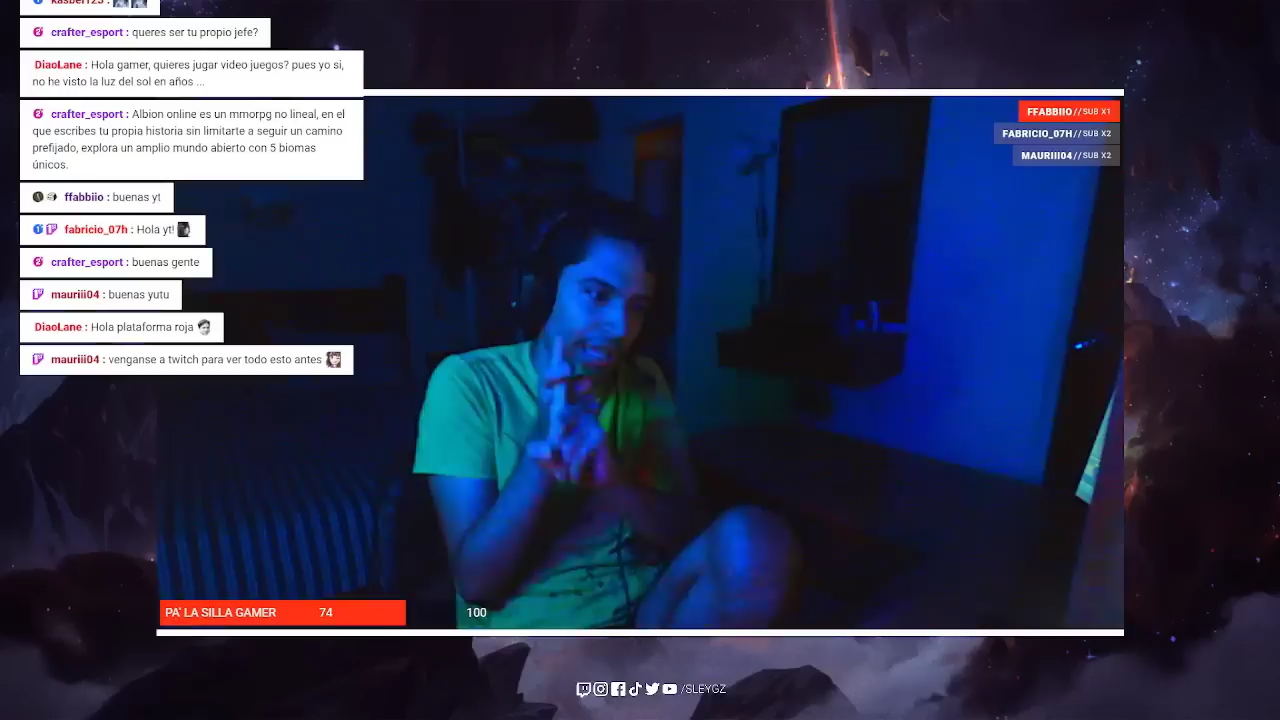 kasber123 :
crafter_esport : queres ser tu propio jefe?
DiaoLane : Hola gamer, quieres jugar video juegos? pues yo si,
no he visto la luz del sol en años ...
crafter_esport : Albion online es un mmorpg no lineal, en el
que escribes tu propia historia sin limitarte a seguir un camino
prefijado, explora un amplio mundo abierto con 5 biomas
únicos.
ffabbiio : buenas yt
fabricio_07h : Hola yt!
crafter_esport : buenas gente
mauriii04 : buenas yutu
DiaoLane : Hola plataforma roja
mauriii04 : venganse a twitch para ver todo esto antes
FFABBIIO//SUB X1
FABRICIO_07H//SUB X2
MAURIII04//SUB X2
PA' LA SILLA GAMER 74 100
/SLEYGZ